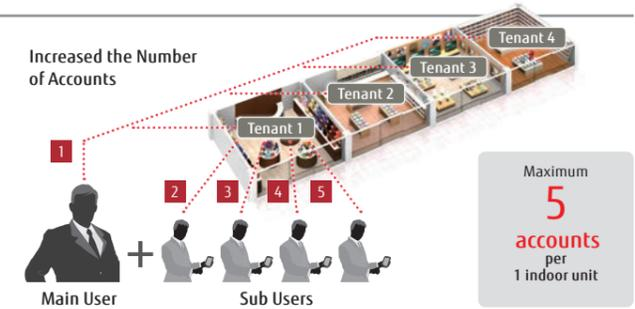 Increased the Number
of Accounts
Tenant 4
Tenant 3
Tenant 2
Tenant 1
1
2
3
4
5
Main User
+
Sub Users
Maximum
5
accounts
per
1 indoor unit